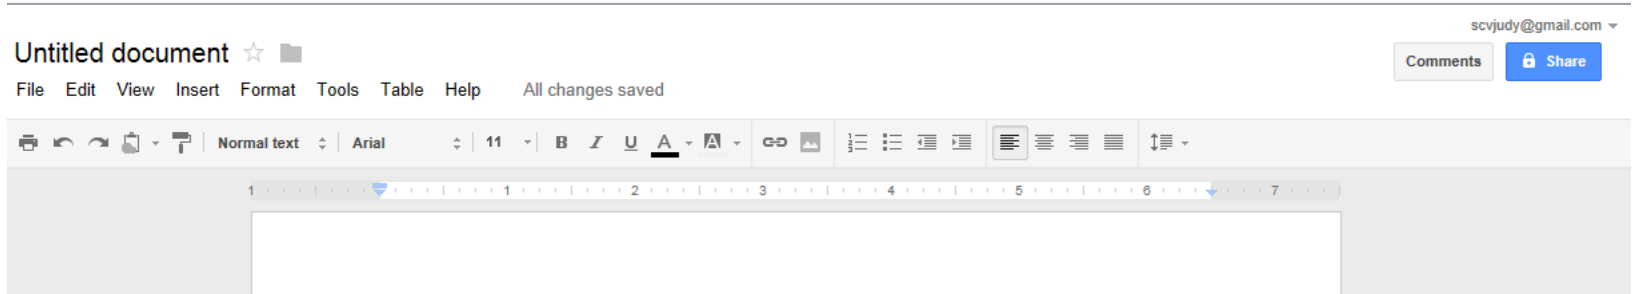 scvjudy@gmail.com
Untitled document
Comments Share
File Edit View Insert Format Tools Table Help All changes saved
Normal text Arial 11 B I U A A
1 1 2 3 4 5 6 7